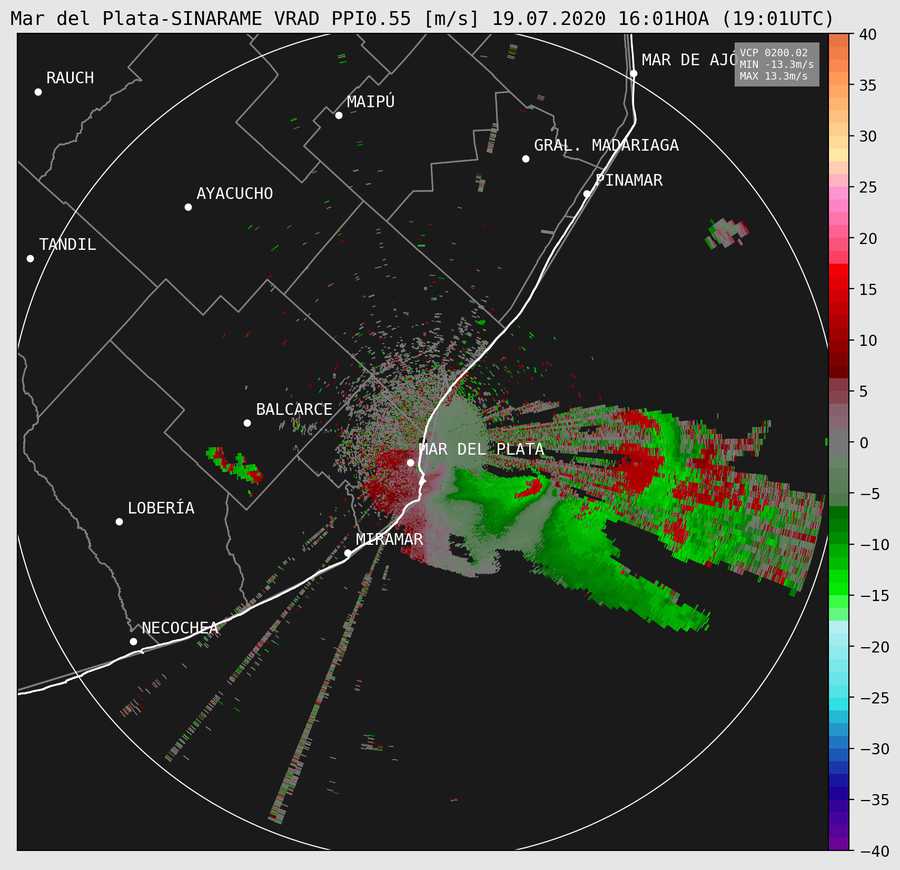 Mar del Plata-SINARAME VRAD PPI0.55 [m/s] 19.07.2020 16:01HOA (19:01UTC)
VCP 0200.02
MIN -13.3m/s
MAX 13.3m/s
MAR DE AJÓ
RAUCH
MAIPÚ
GRAL. MADARIAGA
PINAMAR
AYACUCHO
TANDIL
BALCARCE
MAR DEL PLATA
LOBERÍA
MIRAMAR
NECOCHEA
40
35
30
25
20
15
10
5
0
−5
−10
−15
−20
−25
−30
−35
−40